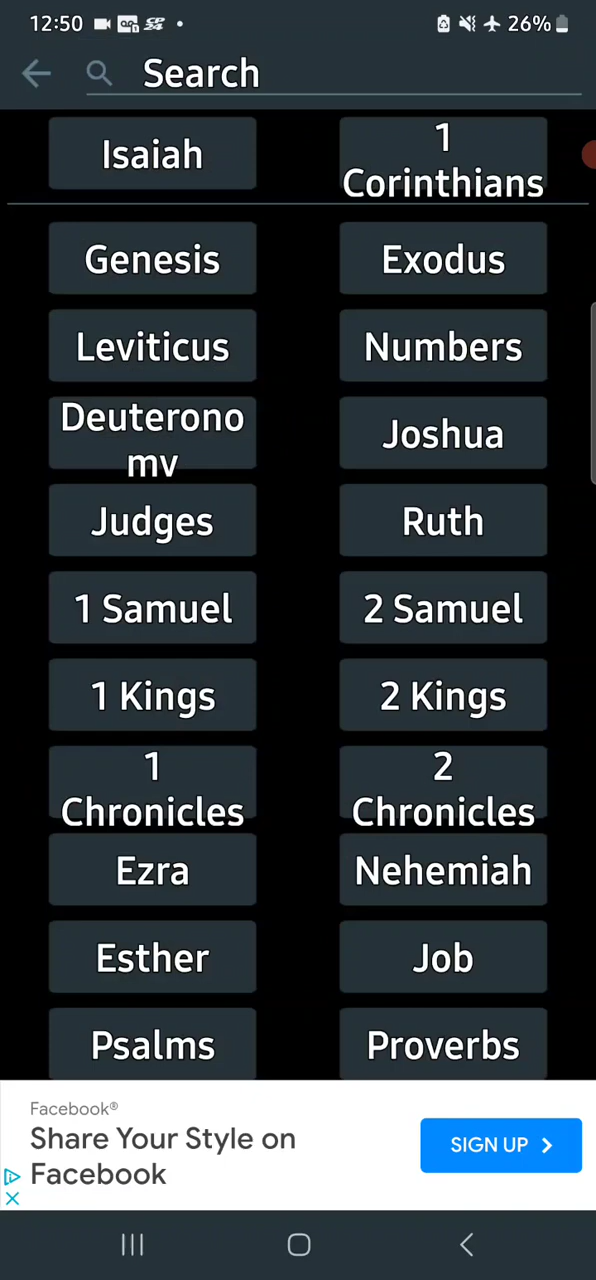 12:50 26%
Search
Isaiah
1
Corinthians
Genesis
Exodus
Leviticus
Numbers
Deuterono
my
Joshua
Judges
Ruth
1 Samuel
2 Samuel
1 Kings
2 Kings
1
Chronicles
2
Chronicles
Ezra
Nehemiah
Esther
Job
Psalms
Proverbs
Facebook®
Share Your Style on
Facebook
SIGN UP